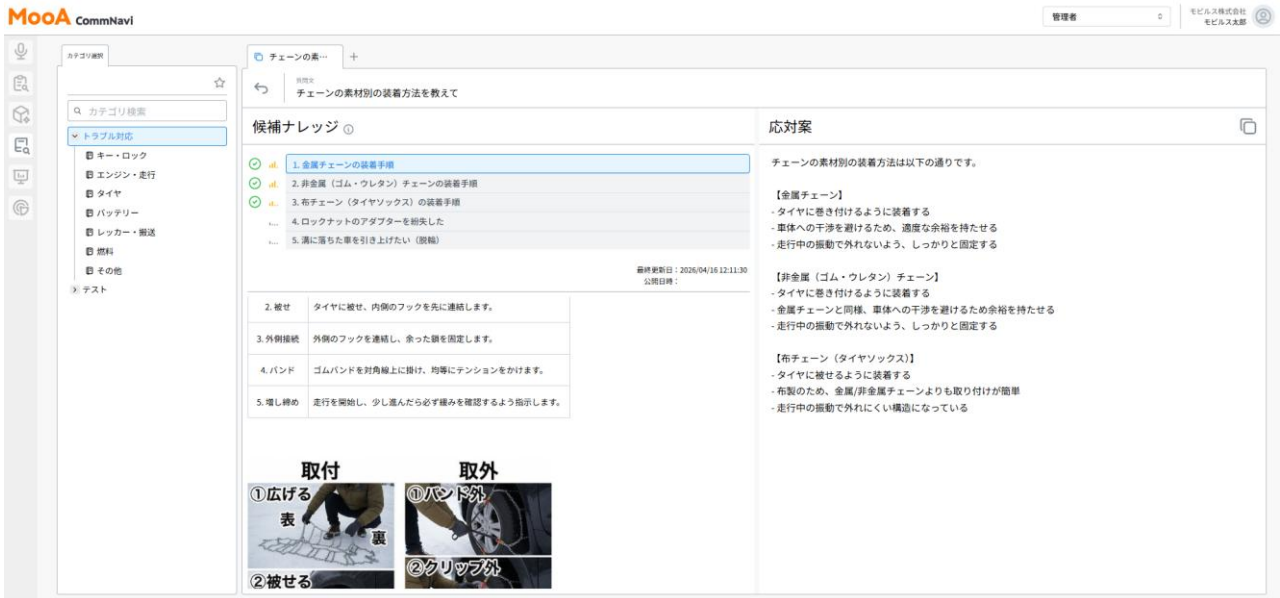 MooA CommNavi
管理者
モビルス株式会社
モビルス太郎
カテゴリ選択
カテゴリ検索
トラブル対応
キー・ロック
エンジン・走行
タイヤ
バッテリー
レッカー・搬送
燃料
その他
テスト
チェーンの素…
質問文
チェーンの素材別の装着方法を教えて
候補ナレッジ
1. 金属チェーンの装着手順
2. 非金属（ゴム・ウレタン）チェーンの装着手順
3. 布チェーン（タイヤソックス）の装着手順
4. ロックナットのアダプターを紛失した
5. 溝に落ちた車を引き上げたい（脱輪）
最終更新日：2026/04/16 12:11:30
公開日時：
2. 被せ タイヤに被せ、内側のフックを先に連結します。
3. 外側接続 外側のフックを連結し、余った鎖を固定します。
4. バンド ゴムバンドを対角線上に掛け、均等にテンションをかけます。
5. 増し締め 走行を開始し、少し進んだら必ず緩みを確認するよう指示します。
取付 取外
①広げる
表
裏
②被せる
①バンド外
②クリップ外
応対案
チェーンの素材別の装着方法は以下の通りです。
【金属チェーン】
- タイヤに巻き付けるように装着する
- 車体への干渉を避けるため、適度な余裕を持たせる
- 走行中の振動で外れないよう、しっかりと固定する
【非金属（ゴム・ウレタン）チェーン】
- タイヤに巻き付けるように装着する
- 金属チェーンと同様、車体への干渉を避けるため余裕を持たせる
- 走行中の振動で外れないよう、しっかりと固定する
【布チェーン（タイヤソックス）】
- タイヤに被せるように装着する
- 布製のため、金属/非金属チェーンよりも取り付けが簡単
- 走行中の振動で外れにくい構造になっている